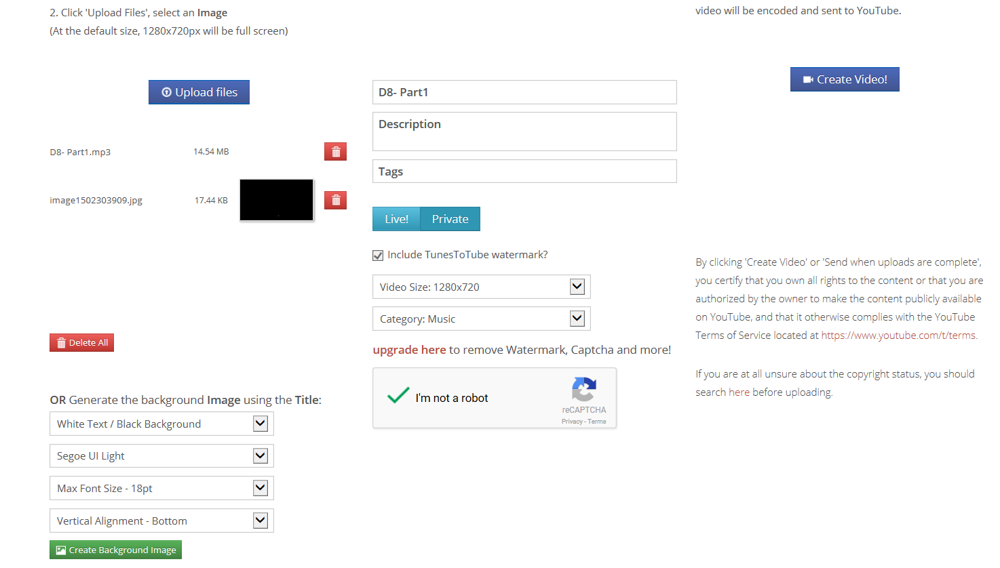 2. Click 'Upload Files', select an Image
(At the default size, 1280x720px will be full screen)
Upload files
D8- Part1.mp3
14.54 MB
image1502303909.jpg
17.44 KB
Delete All
OR Generate the background Image using the Title:
White Text / Black Background
Segoe UI Light
Max Font Size - 18pt
Vertical Alignment - Bottom
Create Background Image
D8- Part1
Description
Tags
Live!
Private
Include TunesToTube watermark?
Video Size: 1280x720
Category: Music
upgrade here to remove Watermark, Captcha and more!
I'm not a robot
reCAPTCHA
Privacy - Terms
video will be encoded and sent to YouTube.
Create Video!
By clicking 'Create Video' or 'Send when uploads are complete',
you certify that you own all rights to the content or that you are
authorized by the owner to make the content publicly available
on YouTube, and that it otherwise complies with the YouTube
Terms of Service located at https://www.youtube.com/t/terms.
If you are at all unsure about the copyright status, you should
search here before uploading.